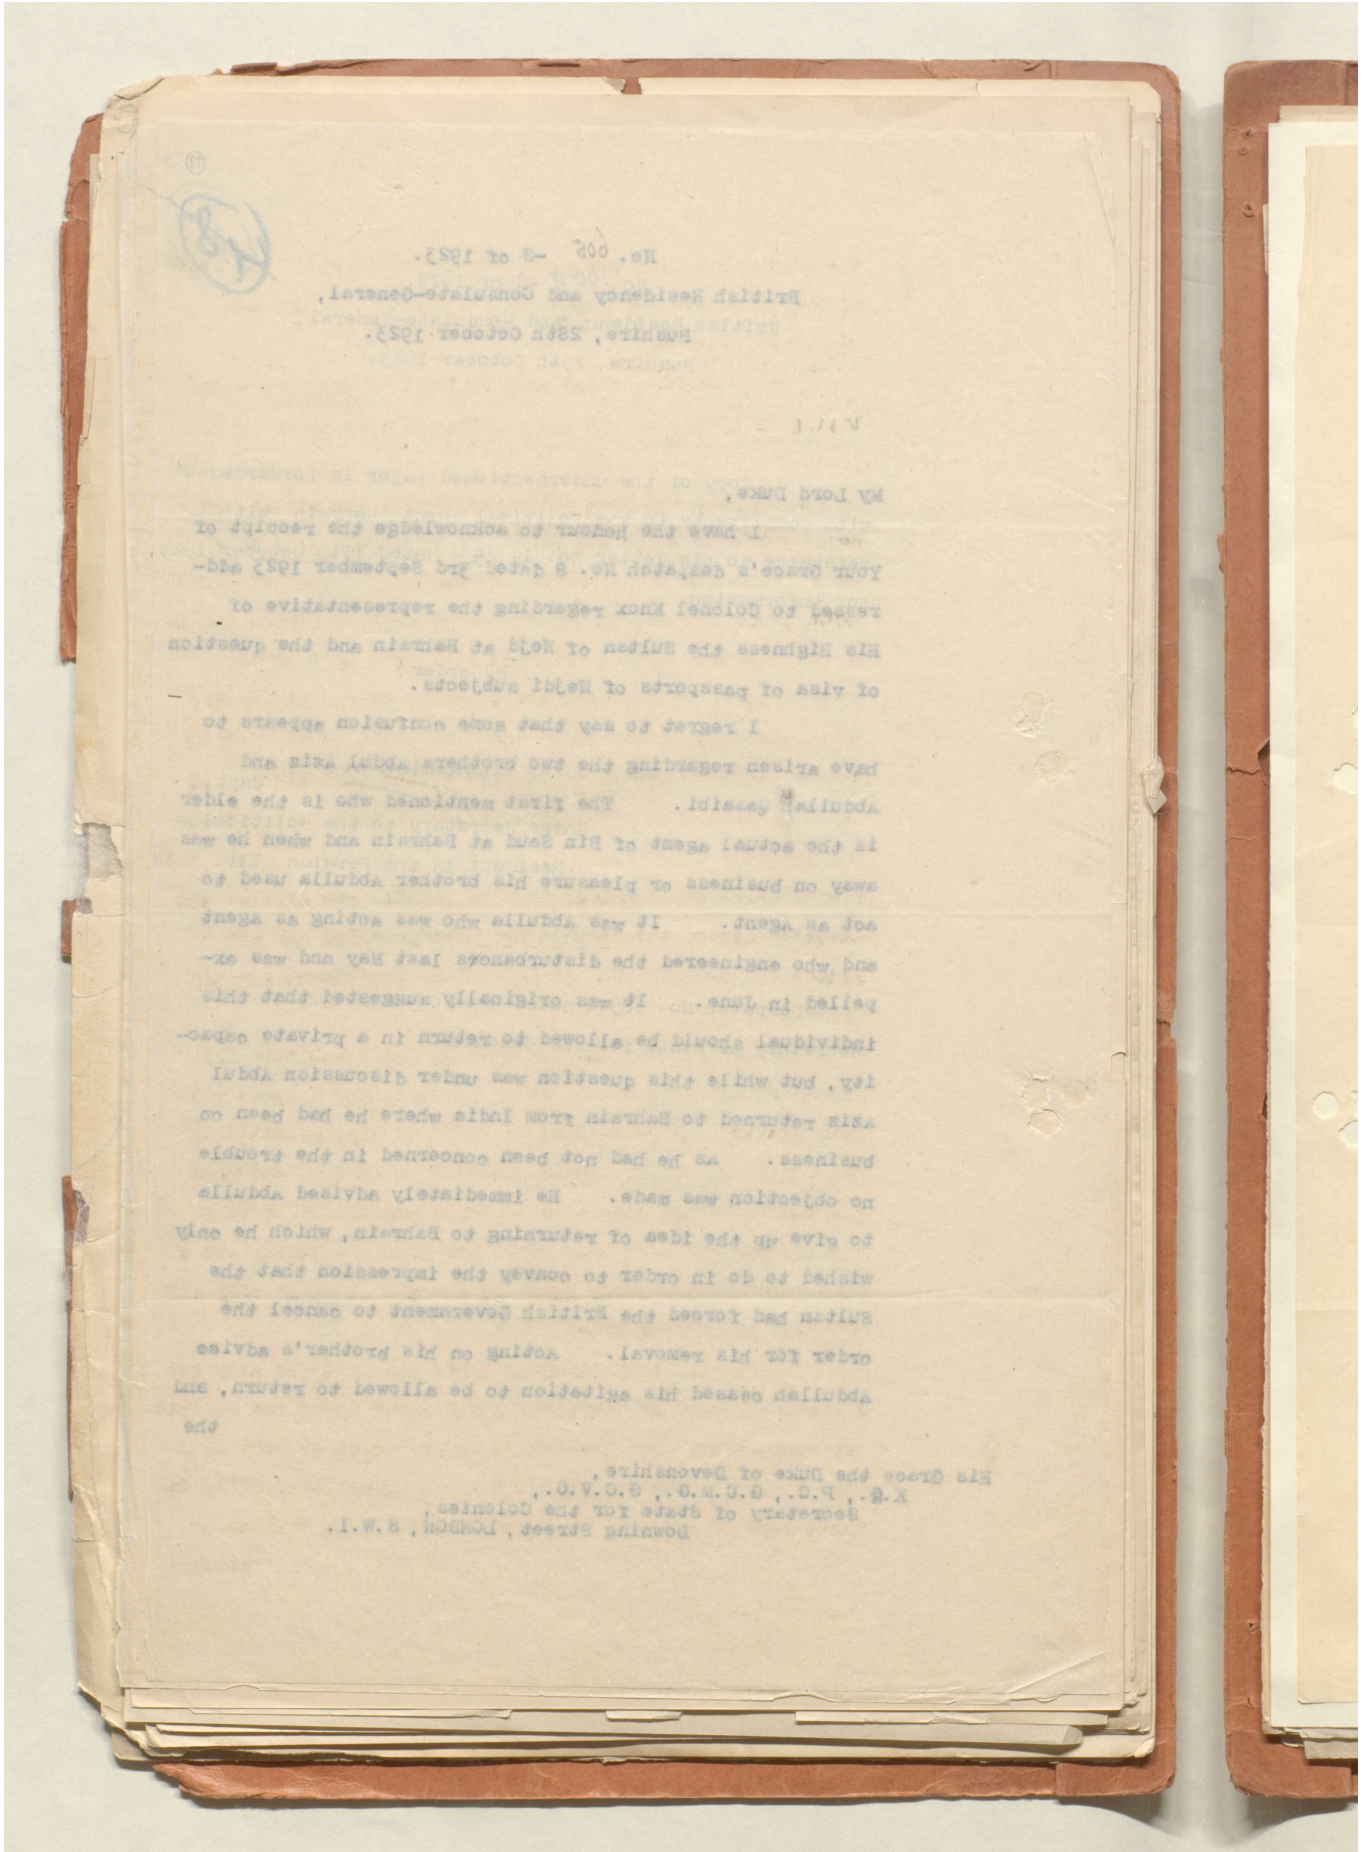 No. 605 -S of 1923.
British Residency and Consulate-General,
Bushire, 28th October 1923.
My Lord Duke,
I have the honour to acknowledge the receipt of
Your Grace's despatch No. 8 dated 3rd September 1923 add-
ressed to Colonel Knox regarding the representative of
His Highness the Sultan of Nejd at Bahrain and the question
of visa of passports of Nejdi subjects.
I regret to say that some confusion appears to
have arisen regarding the two brothers Abdul Aziz and
Abdulla Qasaibi. The first mentioned who is the elder
is the actual agent of Bin Saud at Bahrain and when he was
away on business or pleasure his brother Abdulla used to
act as Agent. It was Abdulla who was acting as Agent
and who engineered the disturbances last May and was ex-
pelled in June. It was originally suggested that this
individual should be allowed to return in a private capac-
ity, but while this question was under discussion Abdul
Aziz returned to Bahrain from India where he had been on
business. As he had not been concerned in the trouble
no objection was made. He immediately advised Abdulla
to give up the idea of returning to Bahrain, which he only
wished to do in order to convey the impression that the
Sultan had forced the British Government to cancel the
order for his removal. Acting on his brother's advice
Abdullah ceased his agitation to be allowed to return, and
the
His Grace the Duke of Devonshire,
K.G., P.C., G.C.M.G., G.C.V.O.,
Secretary of State for the Colonies,
Downing Street, LONDON, S.W.1.